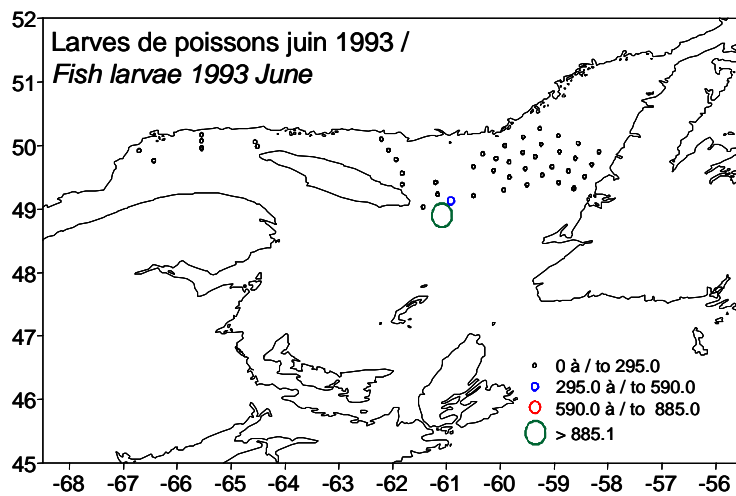 Larves de poissons juin 1993 /
Fish larvae 1993 June
52
51
50
49
48
47
46
45
0 à / to 295.0
295.0 à / to 590.0
590.0 à / to 885.0
> 885.1
-68 -67 -66 -65 -64 -63 -62 -61 -60 -59 -58 -57 -56